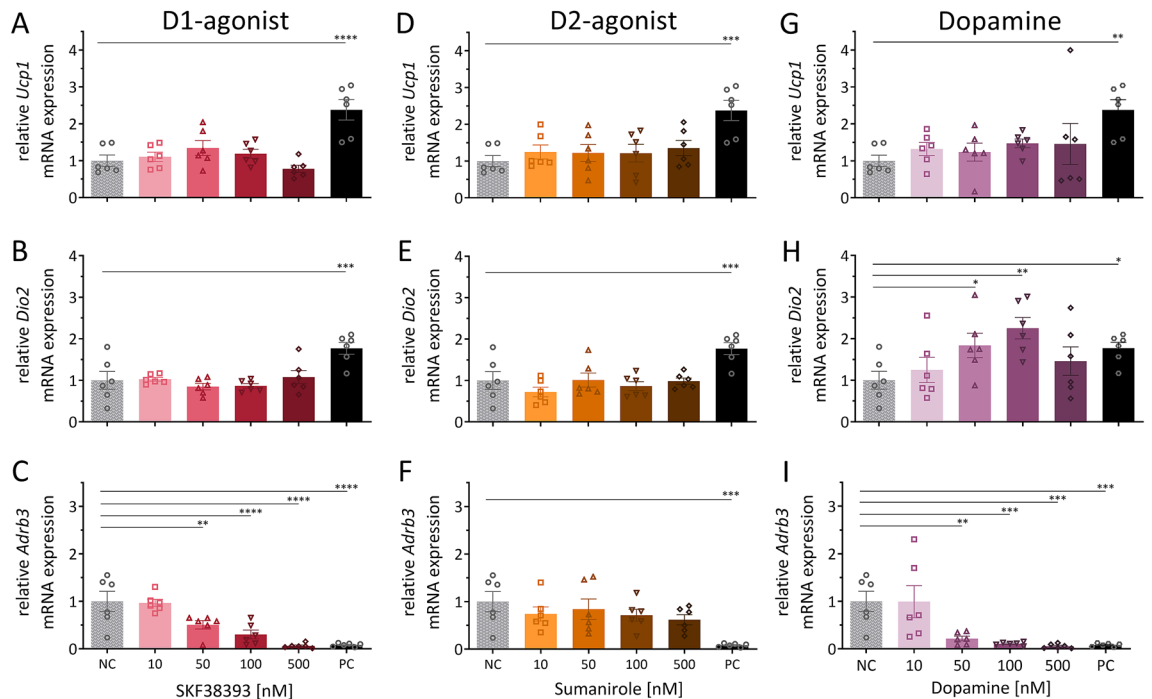 A D1-agonist
relative Ucp1
mRNA expression
4
3
2
1
0
****
D D2-agonist
relative Ucp1
mRNA expression
4
3
2
1
0
***
G Dopamine
relative Ucp1
mRNA expression
4
3
2
1
0
**
B
relative Dio2
mRNA expression
4
3
2
1
0
***
E
relative Dio2
mRNA expression
4
3
2
1
0
***
H
relative Dio2
mRNA expression
4
3
2
1
0
*
**
*
C
relative Adrb3
mRNA expression
3
2
1
0
****
****
****
**
NC 10 50 100 500 PC
SKF38393 [nM]
F
relative Adrb3
mRNA expression
3
2
1
0
***
NC 10 50 100 500 PC
Sumanirole [nM]
I
relative Adrb3
mRNA expression
3
2
1
0
***
***
***
**
NC 10 50 100 500 PC
Dopamine [nM]